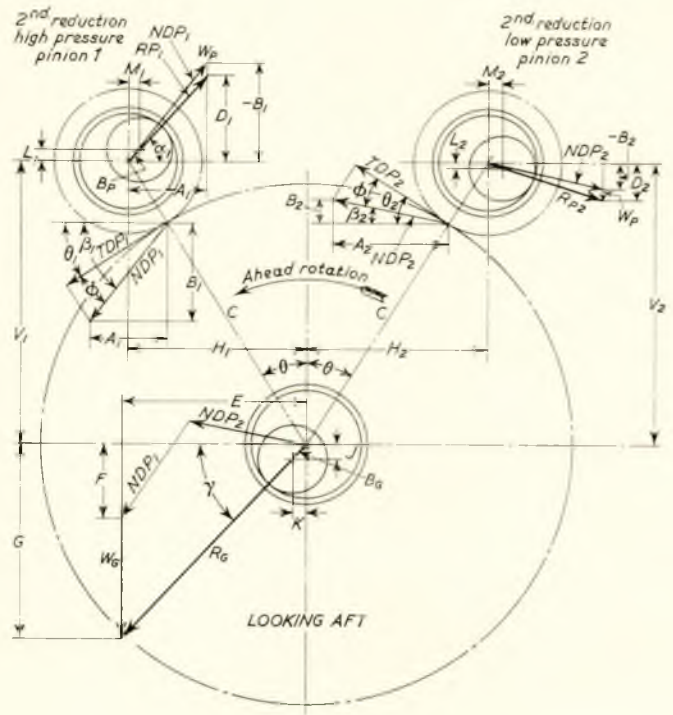 2nd reduction
high pressure
pinion 1
2nd reduction
low pressure
pinion 2
NDP1
RP1
WP
M1
D1
-B1
α1
L1
BP
-A1
M2
L2
-B2
NDP2
D2
RP2
WP
TDP2
Φ
θ2
B2
β2
A2
NDP2
θ1
β1
TDP1
Φ
NDP1
B1
A1
Ahead rotation
C
C
V1
V2
H1
H2
θ
θ
E
NDP2
NDP1
F
J
BG
K
γ
G
WG
RG
LOOKING AFT